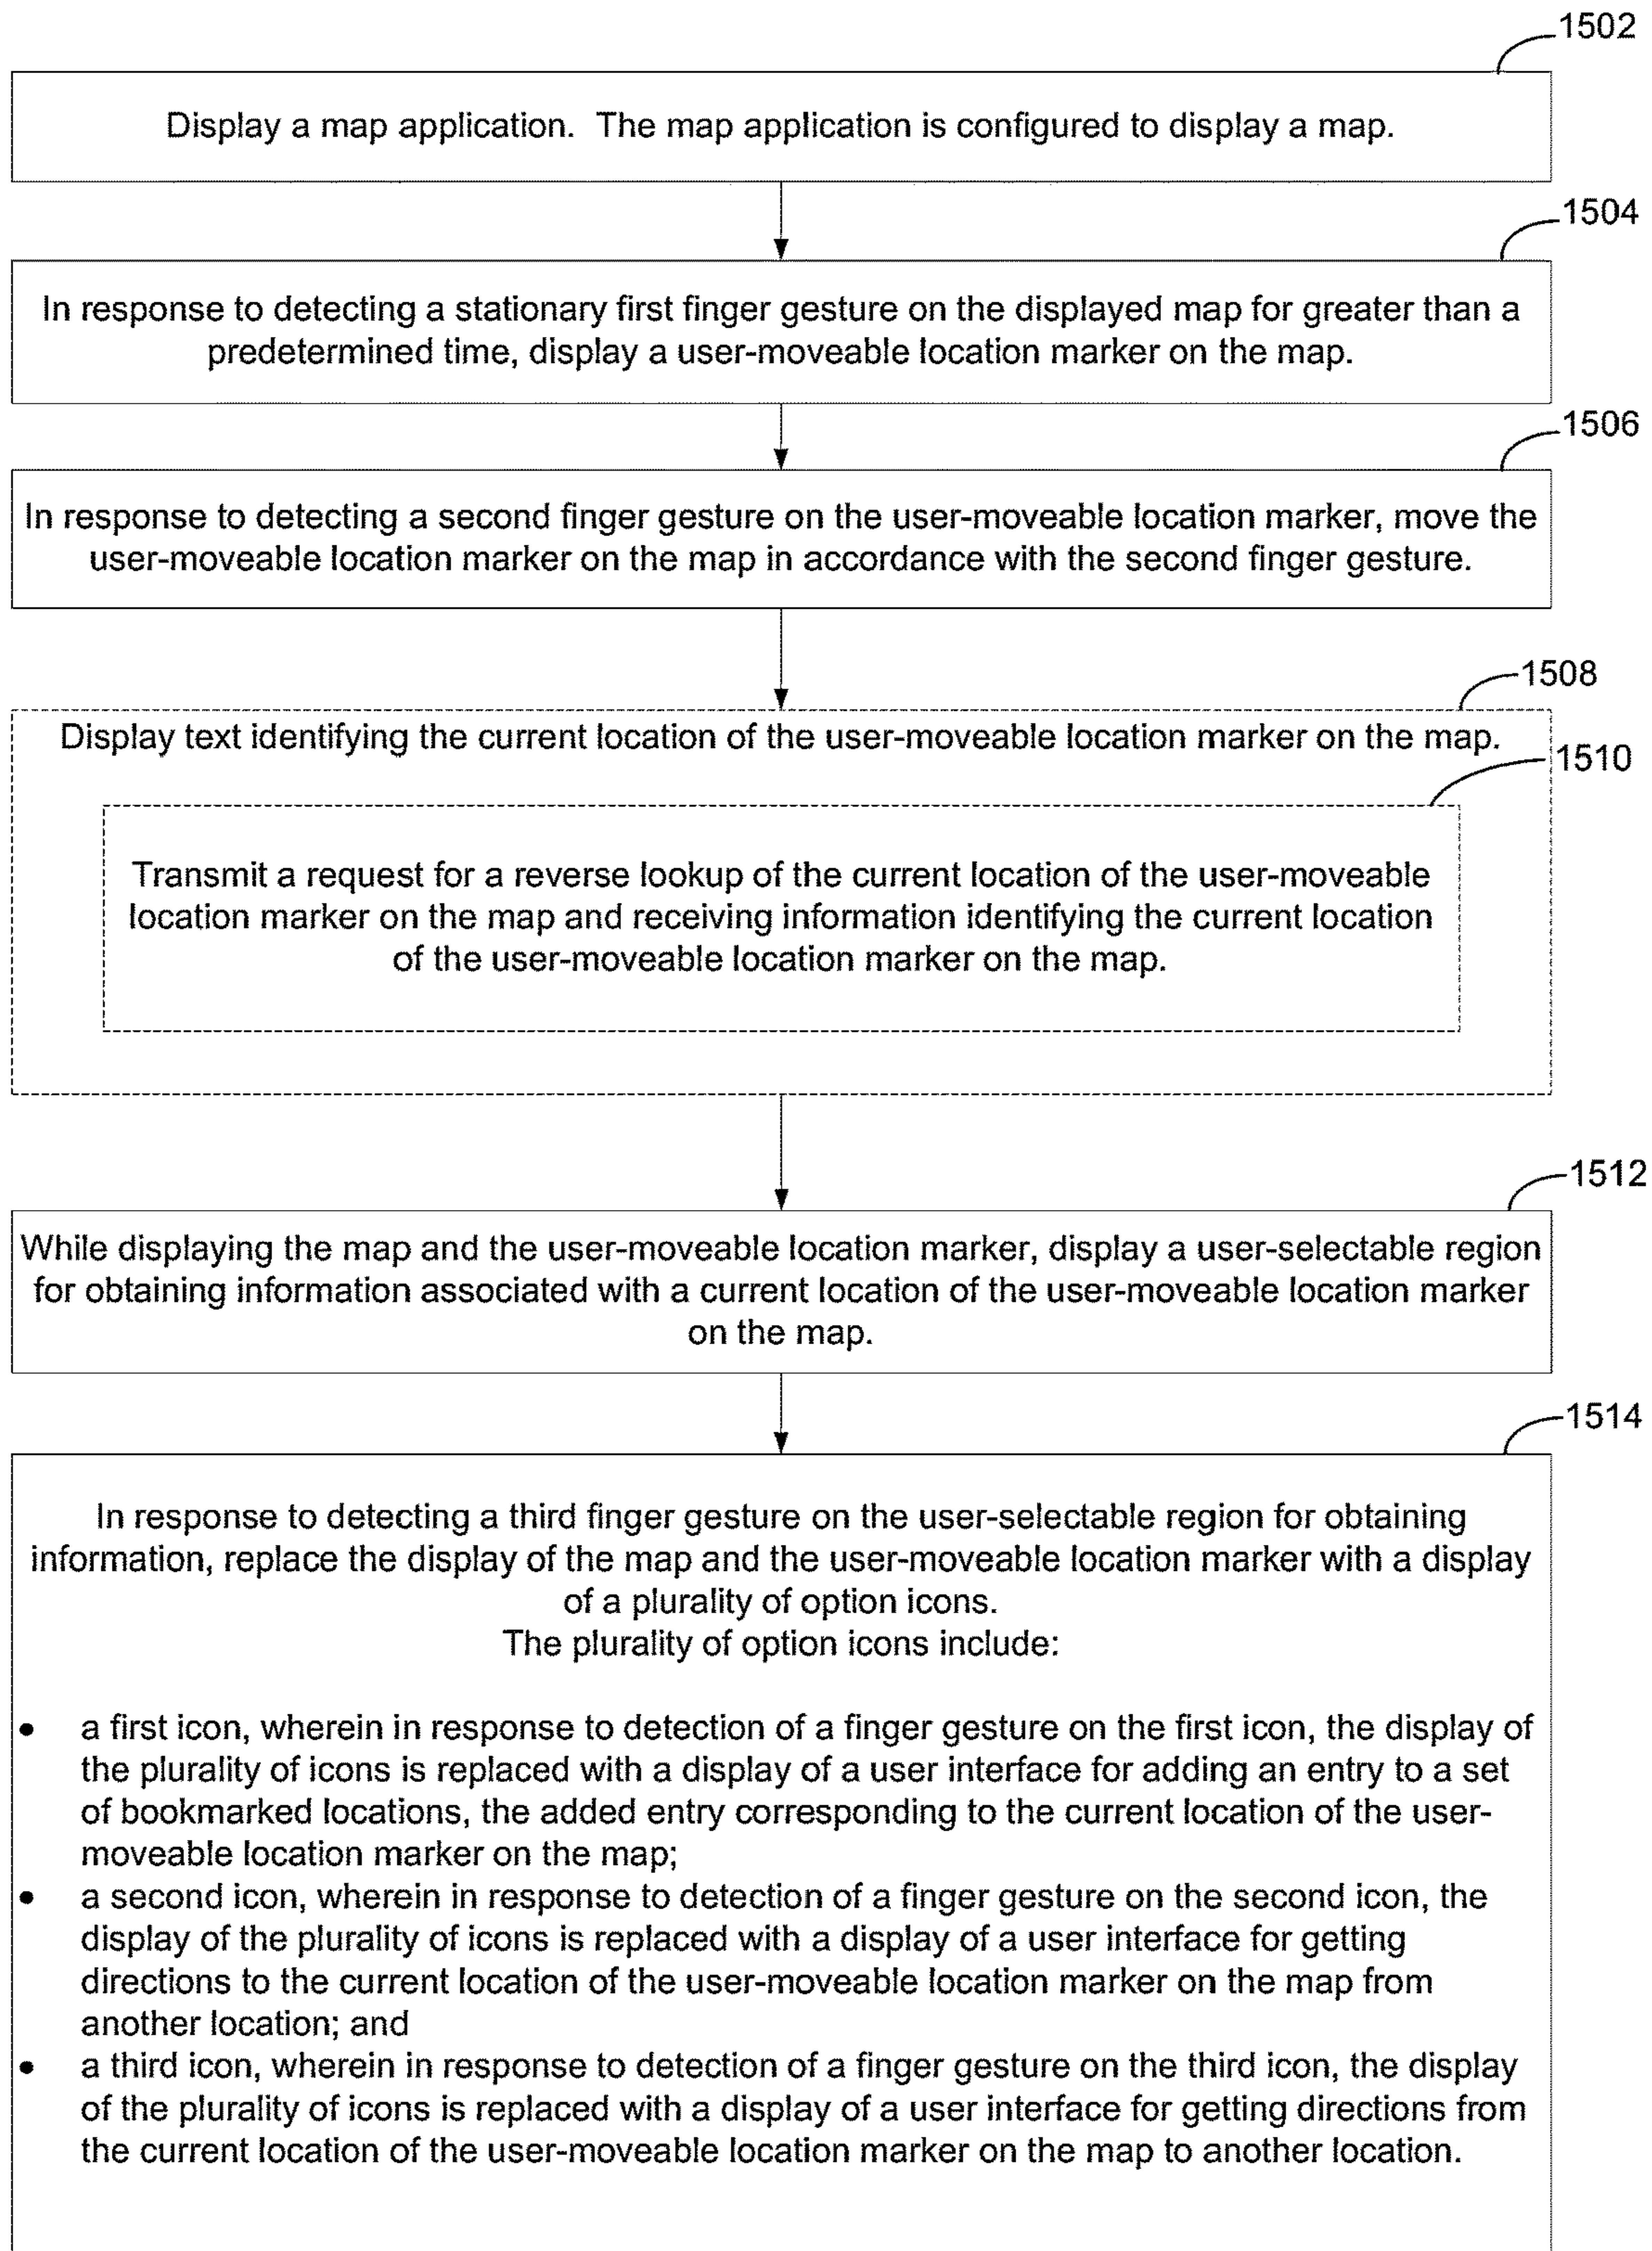 1502
Display a map application.  The map application is configured to display a map.
1504
In response to detecting a stationary first finger gesture on the displayed map for greater than a
predetermined time, display a user-moveable location marker on the map.
1506
In response to detecting a second finger gesture on the user-moveable location marker, move the
user-moveable location marker on the map in accordance with the second finger gesture.
1508
Display text identifying the current location of the user-moveable location marker on the map.
1510
Transmit a request for a reverse lookup of the current location of the user-moveable
location marker on the map and receiving information identifying the current location
of the user-moveable location marker on the map.
1512
While displaying the map and the user-moveable location marker, display a user-selectable region
for obtaining information associated with a current location of the user-moveable location marker
on the map.
1514
In response to detecting a third finger gesture on the user-selectable region for obtaining
information, replace the display of the map and the user-moveable location marker with a display
of a plurality of option icons.
The plurality of option icons include:
• a first icon, wherein in response to detection of a finger gesture on the first icon, the display of
the plurality of icons is replaced with a display of a user interface for adding an entry to a set
of bookmarked locations, the added entry corresponding to the current location of the user-
moveable location marker on the map;
• a second icon, wherein in response to detection of a finger gesture on the second icon, the
display of the plurality of icons is replaced with a display of a user interface for getting
directions to the current location of the user-moveable location marker on the map from
another location; and
• a third icon, wherein in response to detection of a finger gesture on the third icon, the display
of the plurality of icons is replaced with a display of a user interface for getting directions from
the current location of the user-moveable location marker on the map to another location.